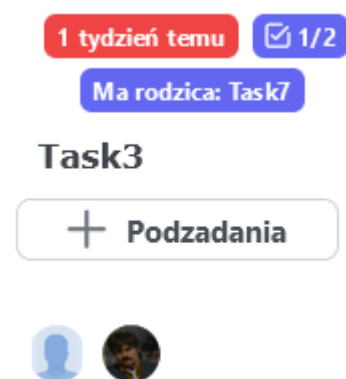 1 tydzień temu 1/2
Ma rodzica: Task7
Task3
Podzadania